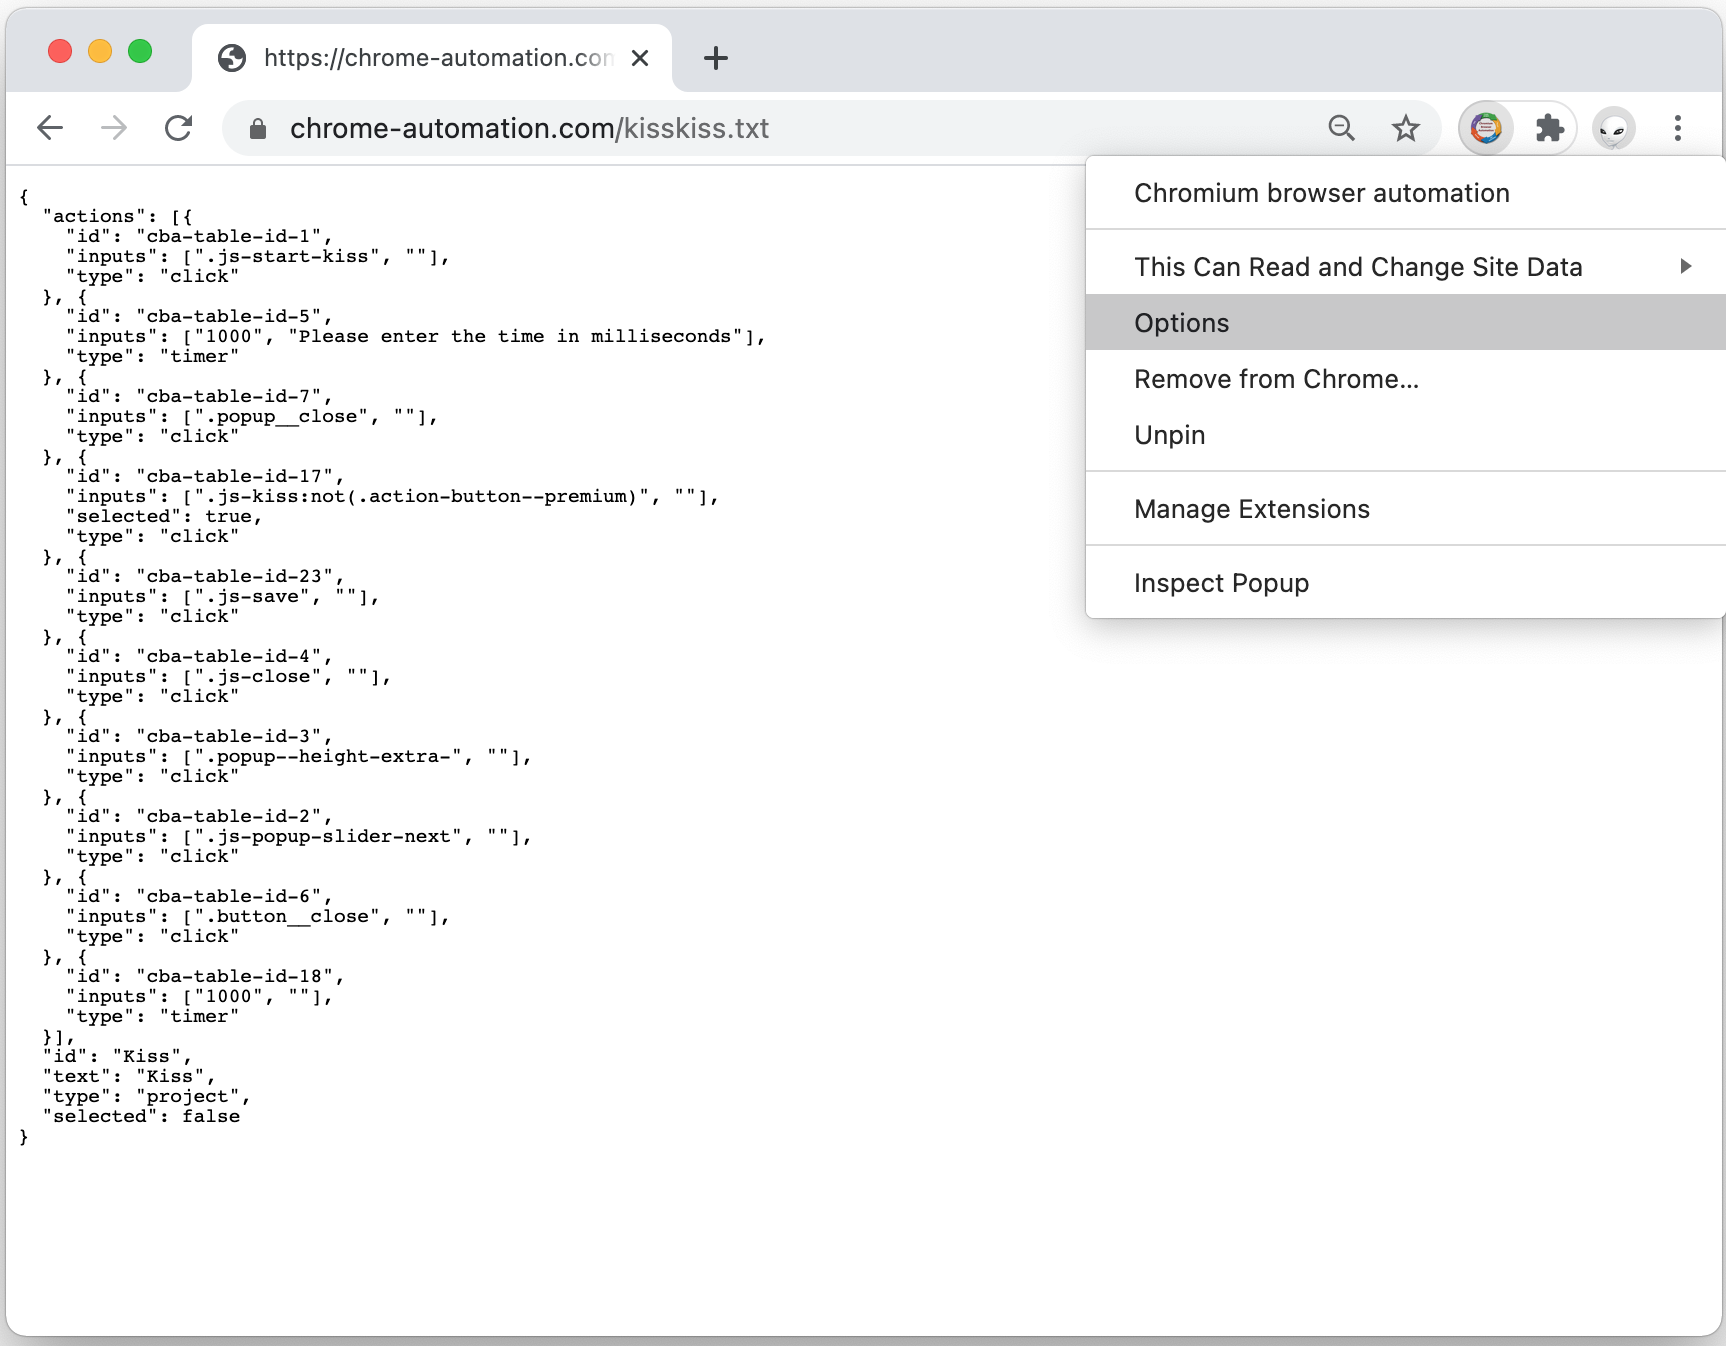 https://chrome-automation.con
chrome-automation.com/kisskiss.txt
Chromium browser automation
This Can Read and Change Site Data
Options
Remove from Chrome...
Unpin
Manage Extensions
Inspect Popup
{
  "actions": [{
    "id": "cba-table-id-1",
    "inputs": [".js-start-kiss", ""],
    "type": "click"
  }, {
    "id": "cba-table-id-5",
    "inputs": ["1000", "Please enter the time in milliseconds"],
    "type": "timer"
  }, {
    "id": "cba-table-id-7",
    "inputs": [".popup__close", ""],
    "type": "click"
  }, {
    "id": "cba-table-id-17",
    "inputs": [".js-kiss:not(.action-button--premium)", ""],
    "selected": true,
    "type": "click"
  }, {
    "id": "cba-table-id-23",
    "inputs": [".js-save", ""],
    "type": "click"
  }, {
    "id": "cba-table-id-4",
    "inputs": [".js-close", ""],
    "type": "click"
  }, {
    "id": "cba-table-id-3",
    "inputs": [".popup--height-extra-", ""],
    "type": "click"
  }, {
    "id": "cba-table-id-2",
    "inputs": [".js-popup-slider-next", ""],
    "type": "click"
  }, {
    "id": "cba-table-id-6",
    "inputs": [".button__close", ""],
    "type": "click"
  }, {
    "id": "cba-table-id-18",
    "inputs": ["1000", ""],
    "type": "timer"
  }],
  "id": "Kiss",
  "text": "Kiss",
  "type": "project",
  "selected": false
}